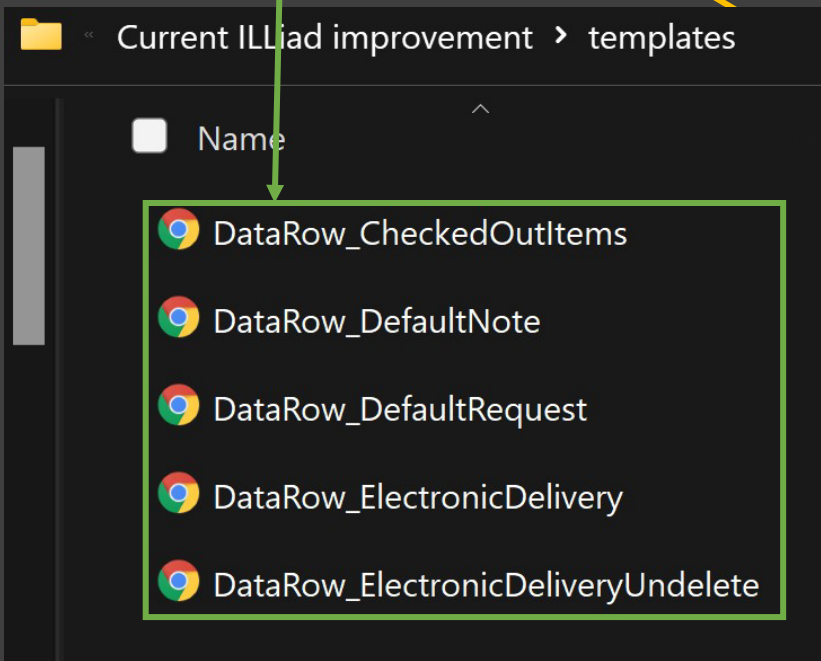 « Current ILLiad improvement > templates
Name
DataRow_CheckedOutItems
DataRow_DefaultNote
DataRow_DefaultRequest
DataRow_ElectronicDelivery
DataRow_ElectronicDeliveryUndelete